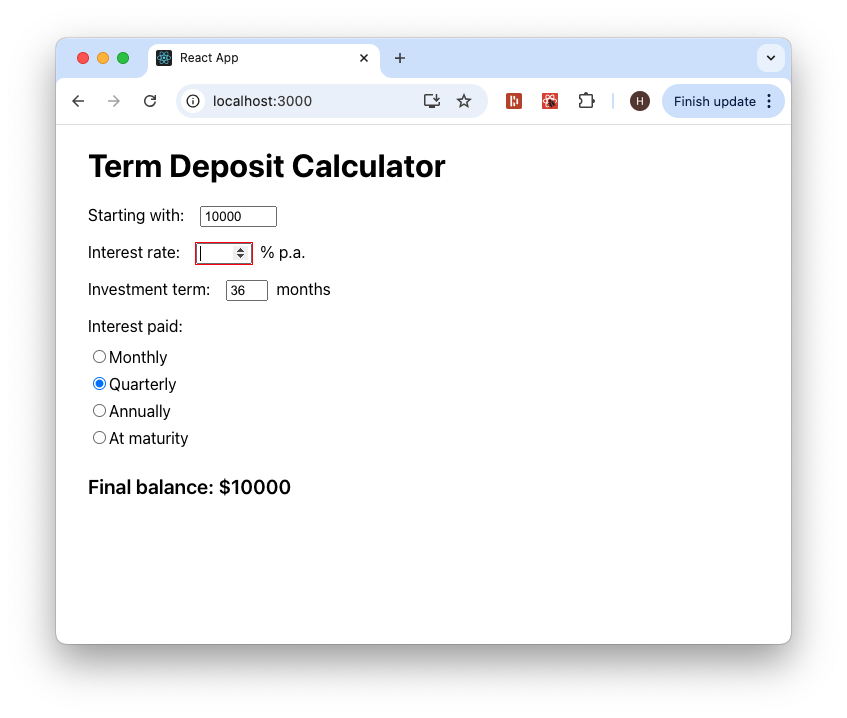 React App
localhost:3000
H
Finish update
Term Deposit Calculator
Starting with: 10000
Interest rate: % p.a.
Investment term: 36 months
Interest paid:
Monthly
Quarterly
Annually
At maturity
Final balance: $10000